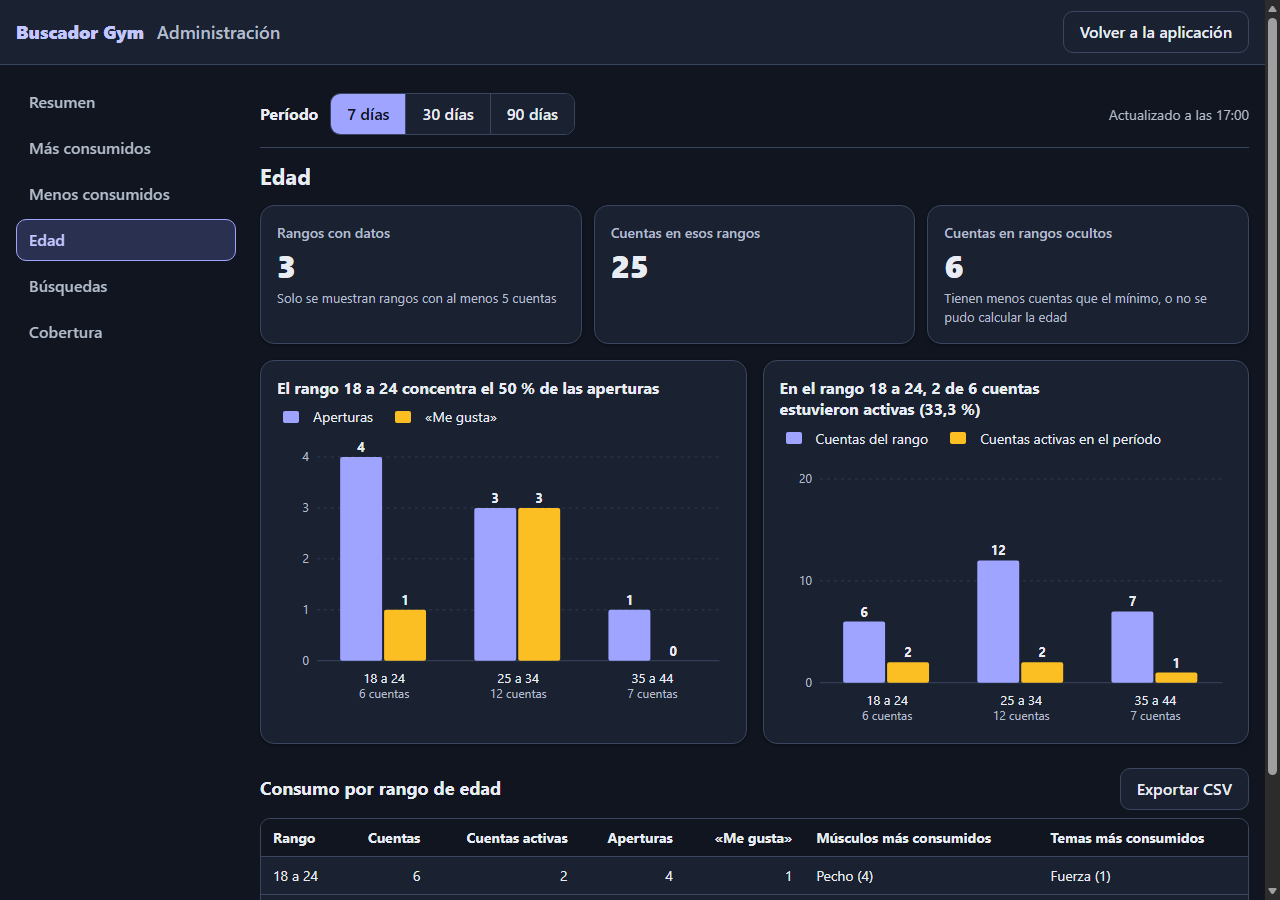 Buscador Gym Administración
Volver a la aplicación
Resumen
Más consumidos
Menos consumidos
Edad
Búsquedas
Cobertura
Período 7 días 30 días 90 días
Actualizado a las 17:00
Edad
Rangos con datos
3
Solo se muestran rangos con al menos 5 cuentas
Cuentas en esos rangos
25
Cuentas en rangos ocultos
6
Tienen menos cuentas que el mínimo, o no se
pudo calcular la edad
El rango 18 a 24 concentra el 50 % de las aperturas
Aperturas «Me gusta»
4
3
2
1
0
4
1
3
3
1
0
18 a 24
6 cuentas
25 a 34
12 cuentas
35 a 44
7 cuentas
En el rango 18 a 24, 2 de 6 cuentas
estuvieron activas (33,3 %)
Cuentas del rango Cuentas activas en el período
20
10
0
6
2
12
2
7
1
18 a 24
6 cuentas
25 a 34
12 cuentas
35 a 44
7 cuentas
Consumo por rango de edad
Exportar CSV
Rango Cuentas Cuentas activas Aperturas «Me gusta» Músculos más consumidos Temas más consumidos
18 a 24 6 2 4 1 Pecho (4) Fuerza (1)